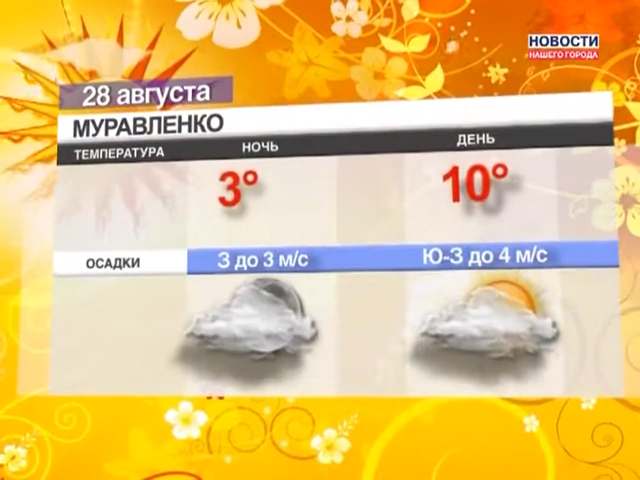 НОВОСТИ
НАШЕГО ГОРОДА
28 августа
МУРАВЛЕНКО
ТЕМПЕРАТУРА НОЧЬ ДЕНЬ
3° 10°
ОСАДКИ З до 3 м/с Ю-З до 4 м/с